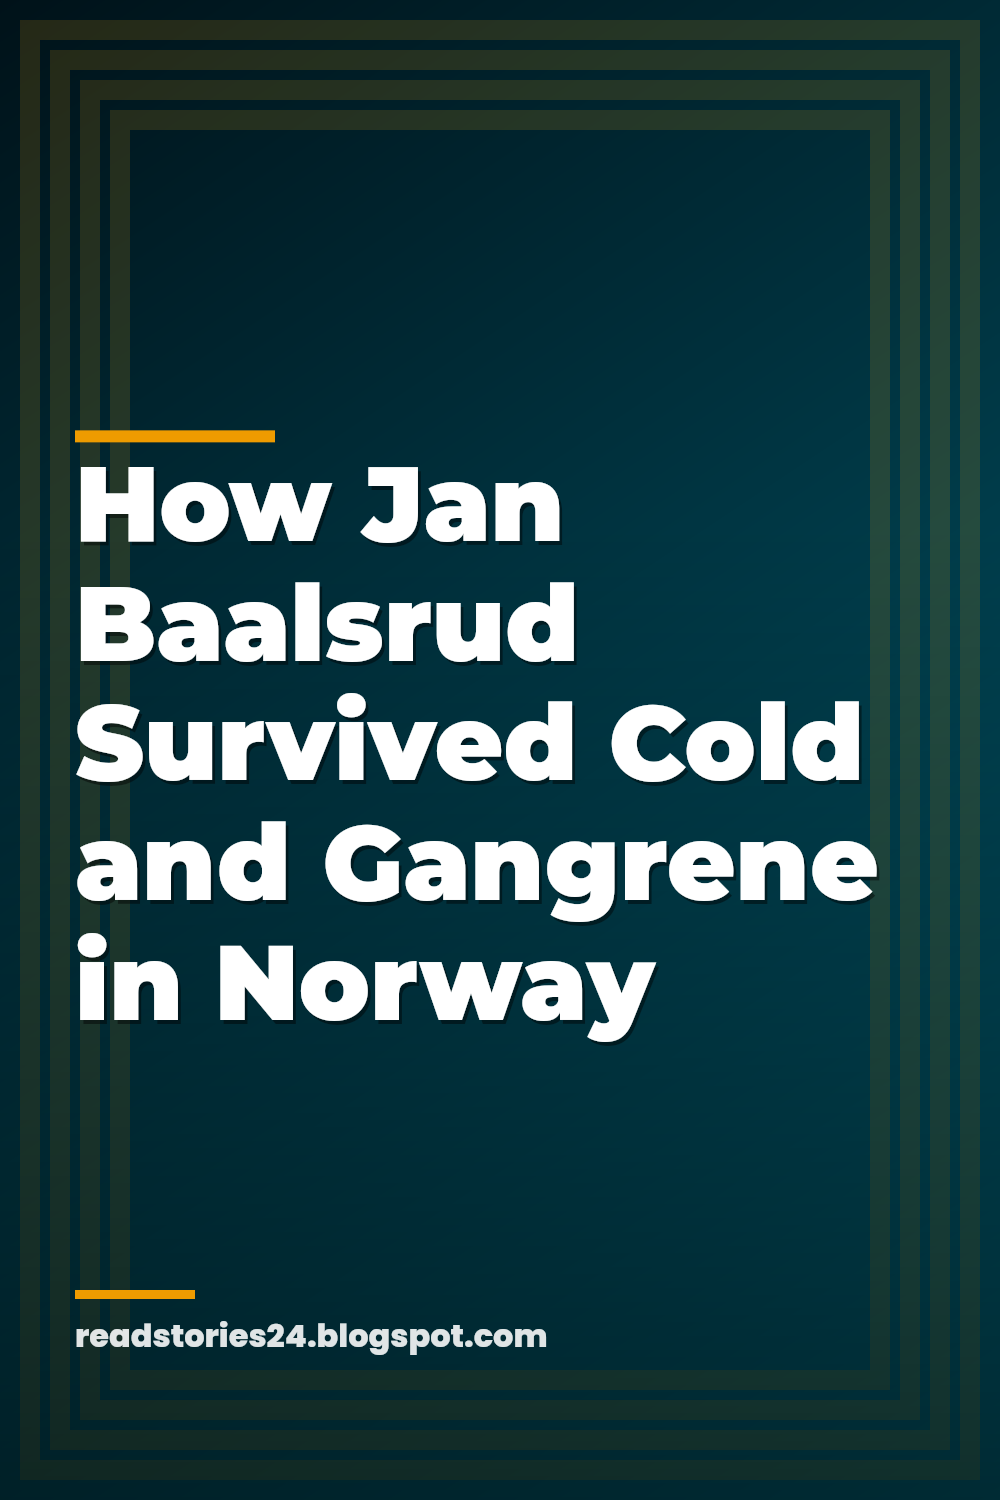 How Jan
Baalsrud
Survived Cold
and Gangrene
in Norway
readstories24.blogspot.com